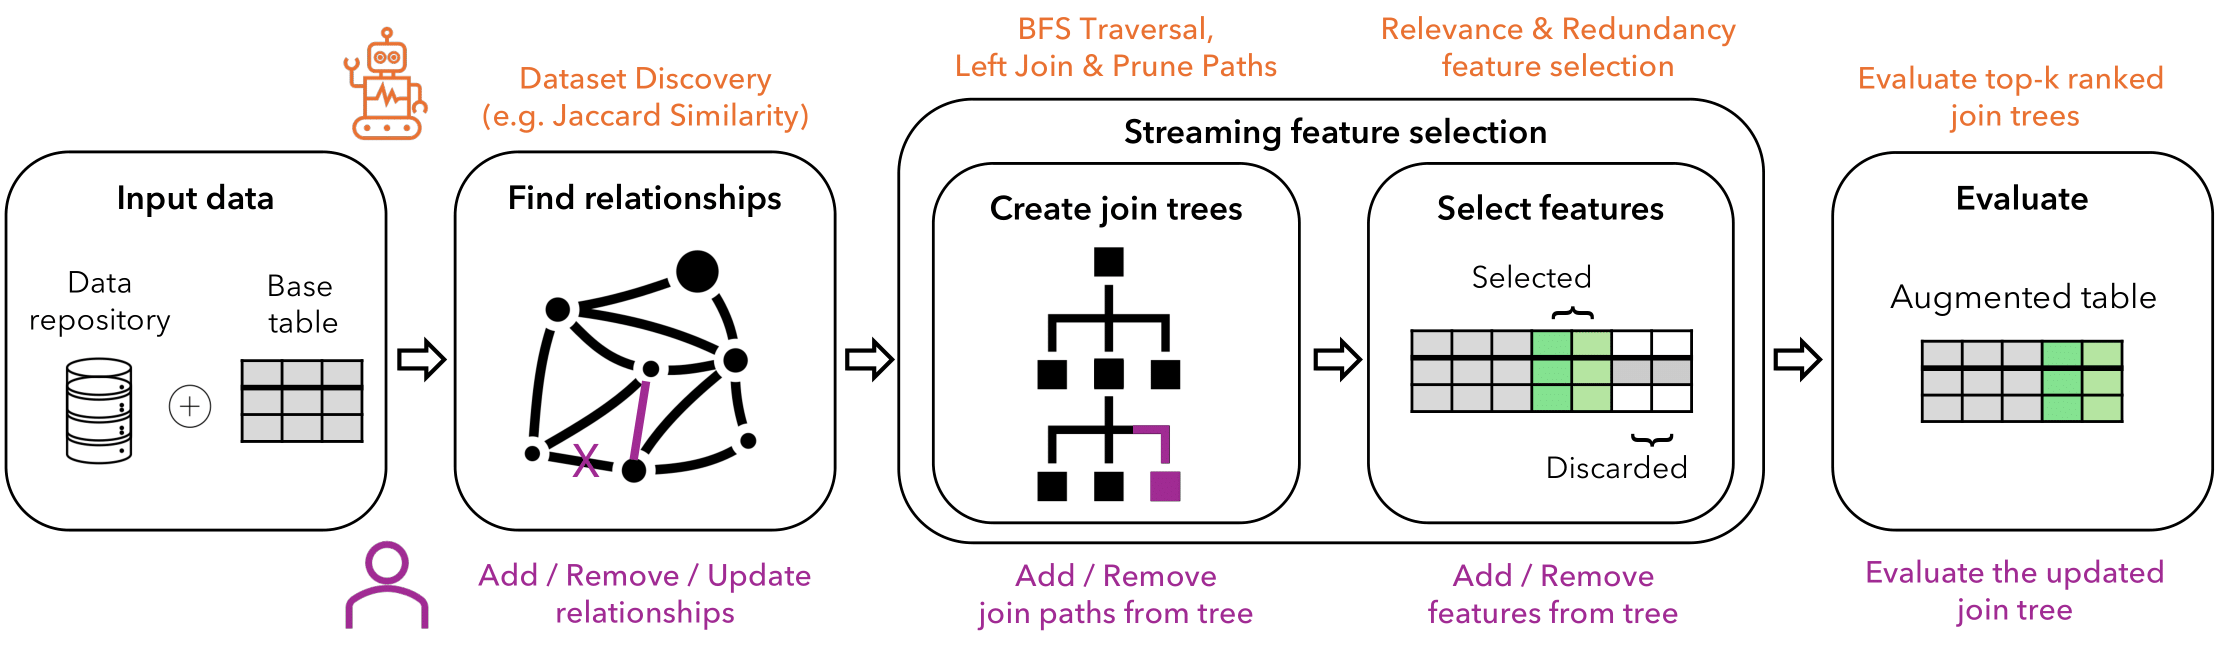 Dataset Discovery
(e.g. Jaccard Similarity)
BFS Traversal,
Left Join & Prune Paths
Relevance & Redundancy
feature selection
Evaluate top-k ranked
join trees
Input data
Data
repository
Base
table
Find relationships
X
Streaming feature selection
Create join trees
Select features
Selected
Discarded
Evaluate
Augmented table
Add / Remove / Update
relationships
Add / Remove
join paths from tree
Add / Remove
features from tree
Evaluate the updated
join tree